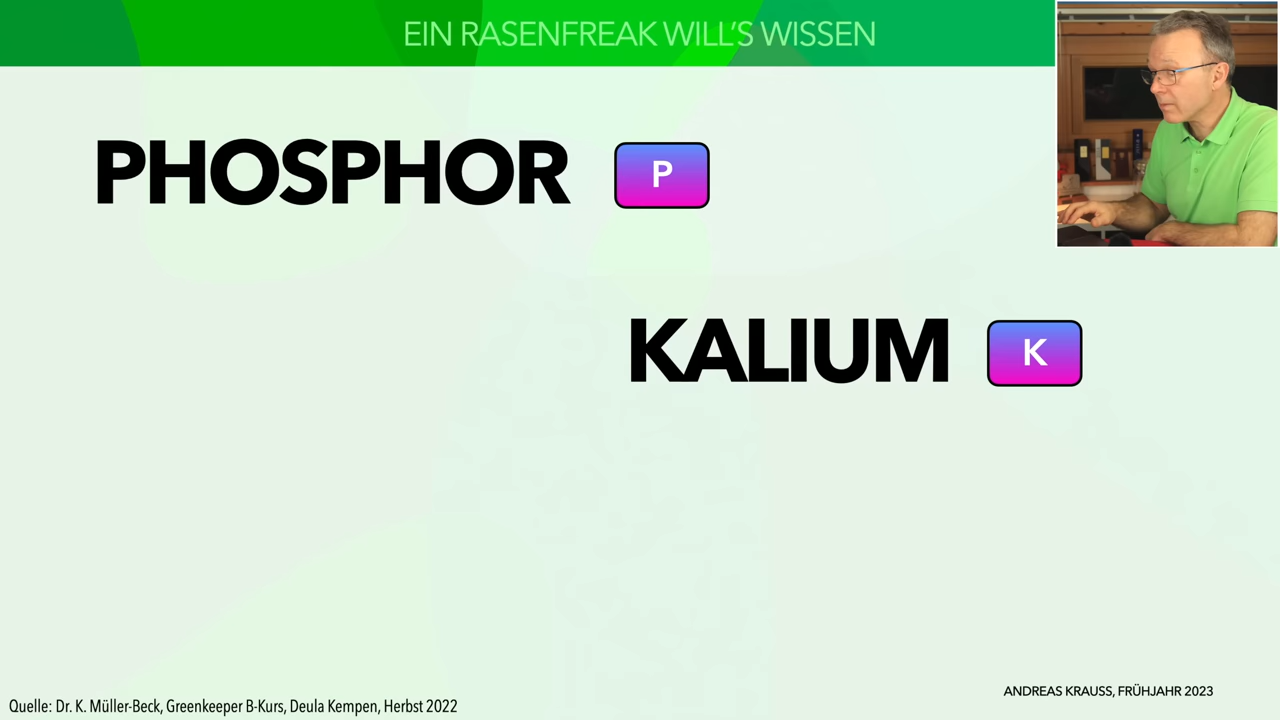 EIN RASENFREAK WILL'S WISSEN
PHOSPHOR P
KALIUM K
ANDREAS KRAUSS, FRÜHJAHR 2023
Quelle: Dr. K. Müller-Beck, Greenkeeper B-Kurs, Deula Kempen, Herbst 2022